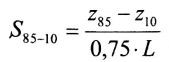 S₈₅₋₁₀ = (z₈₅ − z₁₀) / (0,75 · L)